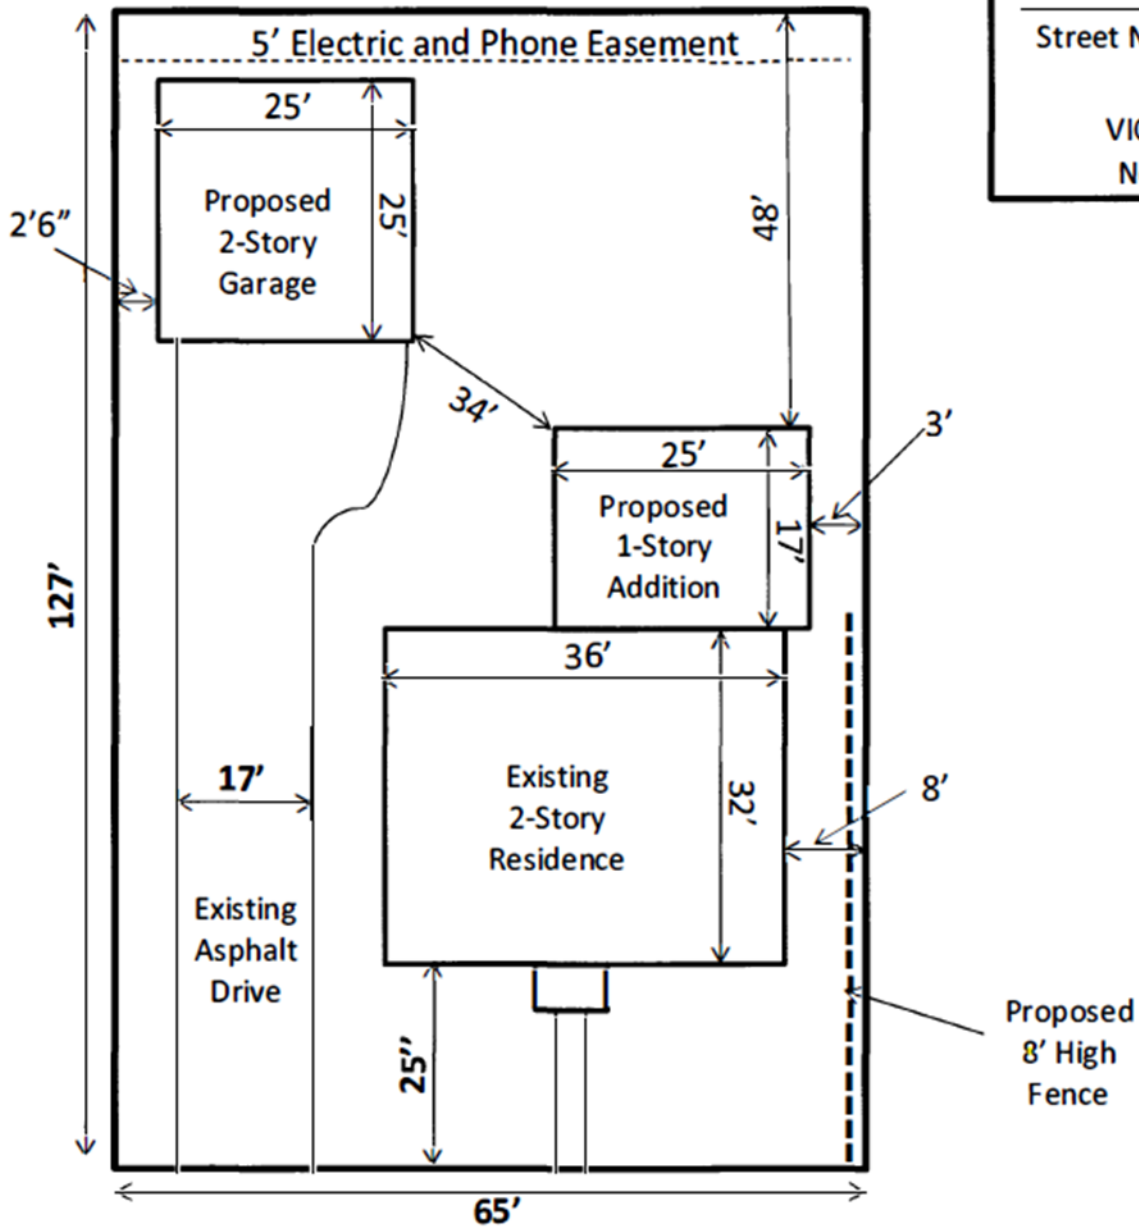 5’ Electric and Phone Easement
Street N
VIC
N
25’
25’
Proposed
2-Story
Garage
2’6”
48’
34’
3’
25’
17’
Proposed
1-Story
Addition
127’
36’
32’
Existing
2-Story
Residence
17’
8’
Existing
Asphalt
Drive
25’’
Proposed
8’ High
Fence
65’